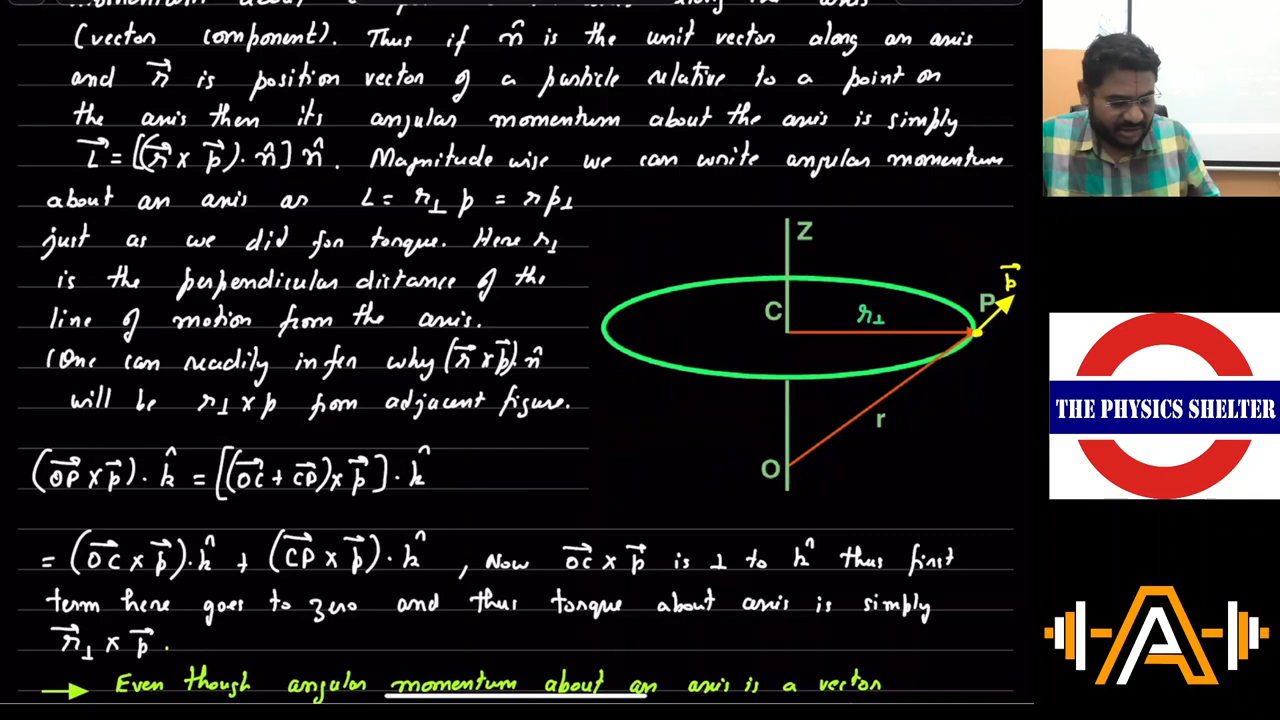 (vector component). Thus if n̂ is the unit vector along an axis
and r⃗ is position vector of a particle relative to a point on
the axis then its angular momentum about the axis is simply
L⃗ = [(r⃗ × p⃗)·n̂] n̂. Magnitude wise we can write angular momentum
about an axis as L = r⊥ p = r p⊥
just as we did for torque. Here r⊥
is the perpendicular distance of the
line of motion from the axis.
(One can readily infer why (r⃗ × p⃗)·n̂
will be r⊥ × p from adjacent figure.
Z
C
r⊥
P
p⃗
r
O
(OP⃗ × p⃗)·k̂ = [(OC⃗ + CP⃗) × p⃗]·k̂
= (OC⃗ × p⃗)·k̂ + (CP⃗ × p⃗)·k̂, Now OC⃗ × p⃗ is ⊥ to k̂ thus first
term here goes to zero and thus torque about axis is simply
r⃗⊥ × p⃗.
→ Even though angular momentum about an axis is a vector
THE PHYSICS SHELTER